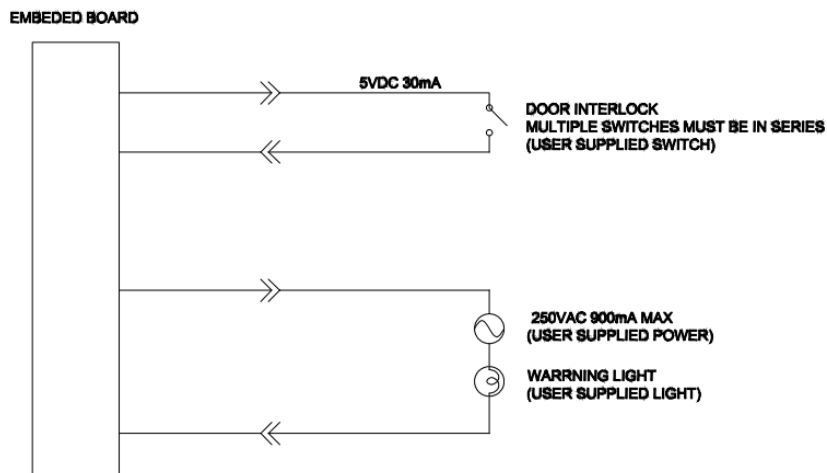 EMBEDED BOARD
5VDC 30mA
DOOR INTERLOCK
MULTIPLE SWITCHES MUST BE IN SERIES
(USER SUPPLIED SWITCH)
250VAC 900mA MAX
(USER SUPPLIED POWER)
WARRNING LIGHT
(USER SUPPLIED LIGHT)